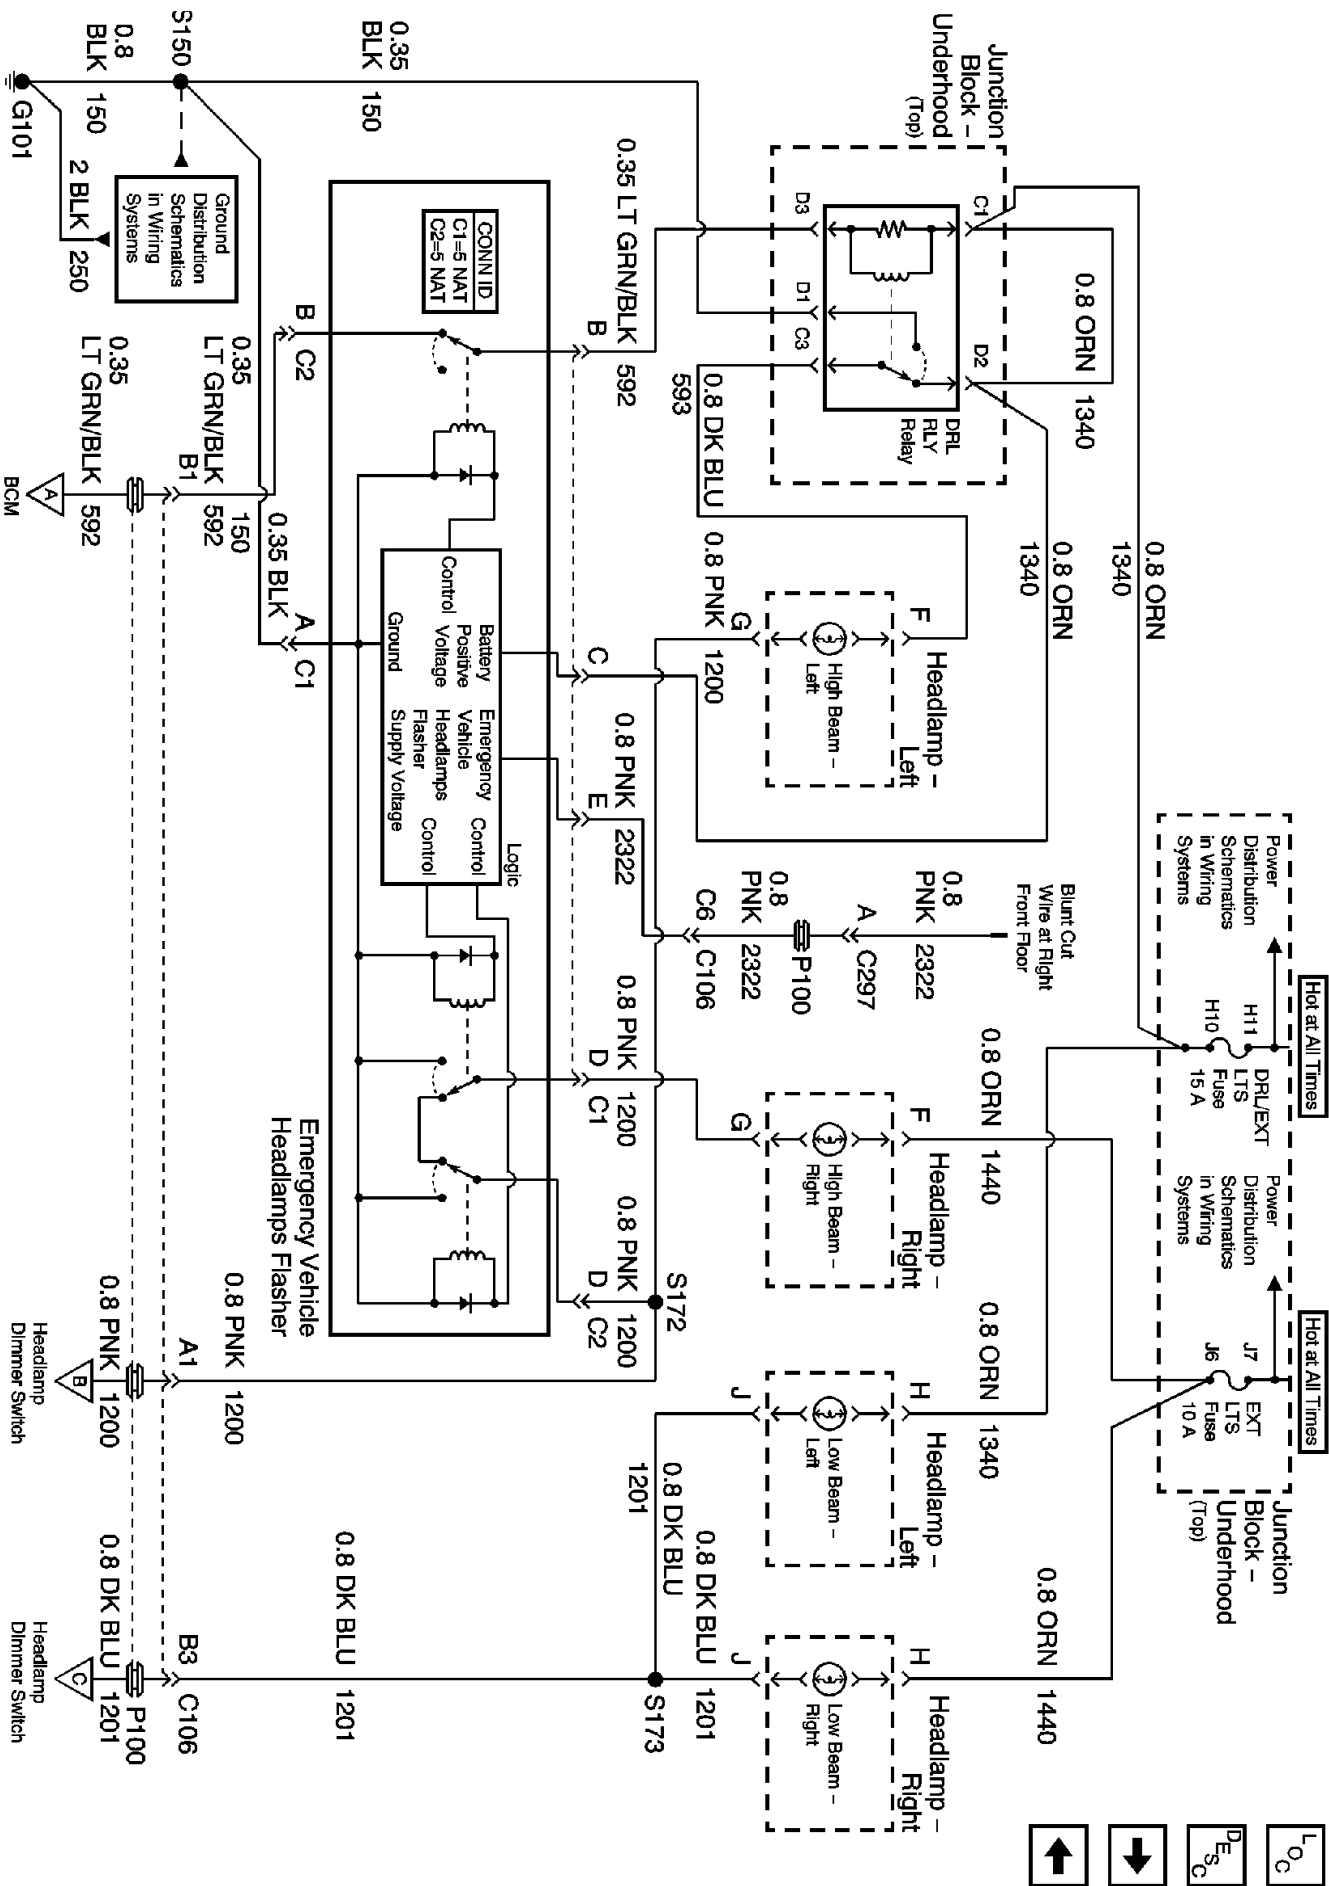 Hot at All Times
Hot at All Times
L
O
C
D
E
S
C
Power
Distribution
Schematics
in Wiring
Systems
H11
H10
DRL/EXT
LTS
Fuse
15 A
Power
Distribution
Schematics
in Wiring
Systems
J7
J6
EXT
LTS
Fuse
10 A
Junction
Block –
Underhood
(Top)
0.8 ORN
1340
0.8 ORN
1340
0.8 ORN 1340
Blunt Cut
Wire at Right
Front Floor
0.8 ORN 1440
0.8 ORN 1340
0.8 ORN 1440
Junction
Block –
Underhood
(Top)
C1
D2
DRL
RLY
Relay
D3
D1
C3
F
Headlamp –
Left
High Beam –
Left
G
0.8
PNK 2322
A C297
P100
0.8
PNK 2322
C6 C106
F
Headlamp –
Right
High Beam –
Right
G
H
Headlamp –
Left
Low Beam –
Left
J
H
Headlamp –
Right
Low Beam –
Right
J
0.8 DK BLU
593
0.8 PNK 1200
0.8 DK BLU 1201
0.8 DK BLU
1201
S172
S173
0.35 LT GRN/BLK 592
0.8 PNK 2322
0.8 PNK 1200
0.8 PNK 1200
B
C
E
D C1
D C2
0.35
BLK 150
CONN ID
C1=5 NAT
C2=5 NAT
Logic
Battery
Positive
Voltage
Emergency
Vehicle
Headlamps
Flasher
Supply Voltage
Control
Control
Control
Ground
Emergency Vehicle
Headlamps Flasher
B C2
A C1
0.35 BLK
150
0.35
LT GRN/BLK 592
0.8 PNK 1200
0.8 DK BLU 1201
S150
B1
A1
B3 C106
Ground
Distribution
Schematics
in Wiring
Systems
P100
0.8
BLK 150
2 BLK 250
0.35
LT GRN/BLK 592
0.8 PNK 1200
0.8 DK BLU 1201
G101
A
BCM
B
Headlamp
Dimmer Switch
C
Headlamp
Dimmer Switch